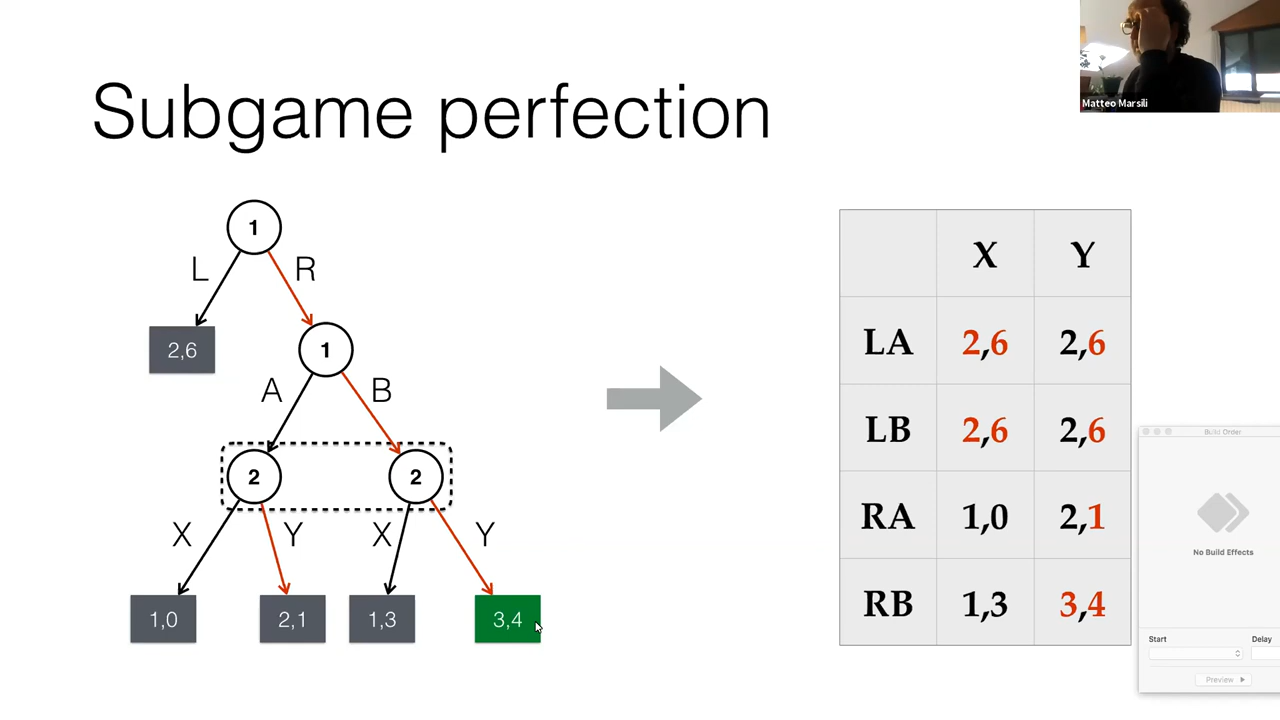 Matteo Marsili
Subgame perfection
1
L R
2,6
1
A B
2 2
X Y X Y
1,0 2,1 1,3 3,4
X Y
LA 2,6 2,6
LB 2,6 2,6
RA 1,0 2,1
RB 1,3 3,4
Build Order
No Build Effects
Start Delay
Preview